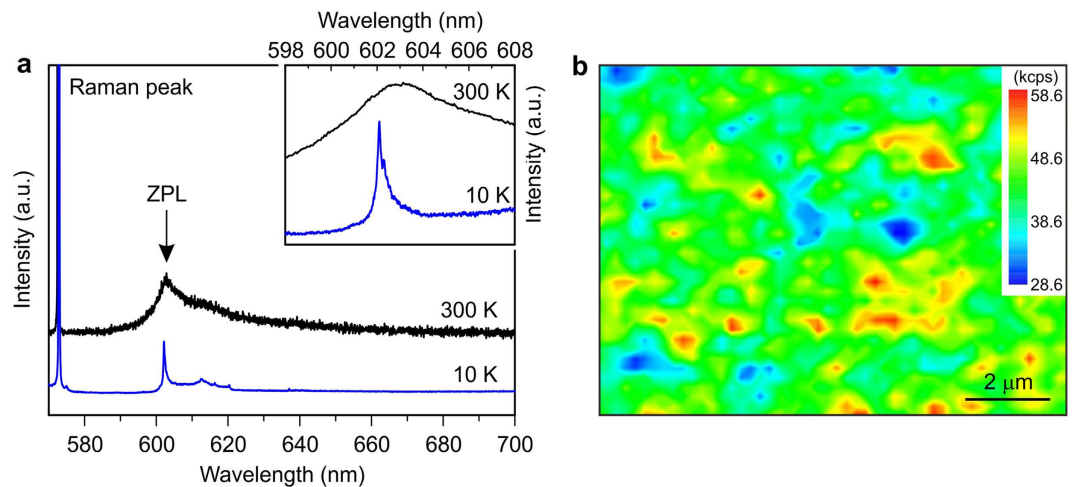 a
Raman peak
ZPL
300 K
10 K
Intensity (a.u.)
580 600 620 640 660 680 700
Wavelength (nm)
Wavelength (nm)
598 600 602 604 606 608
300 K
10 K
Intensity (a.u.)
b
(kcps)
58.6
48.6
38.6
28.6
2 μm